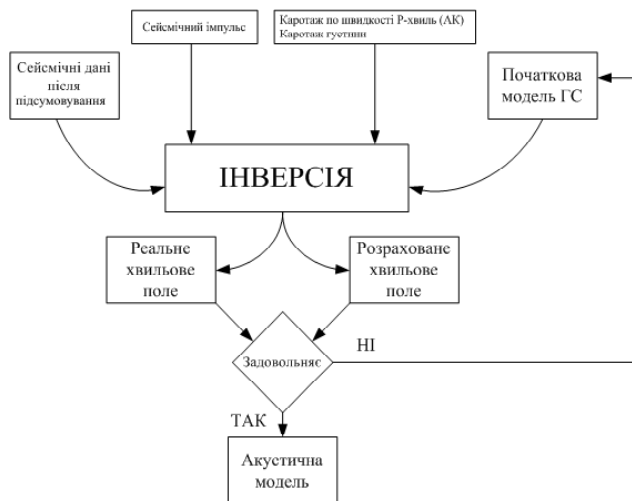 Сейсмічний імпульс
Каротаж по швидкості Р-хвиль (АК)
Каротаж густини
Сейсмічні дані
після
підсумовування
Початкова
модель ГС
ІНВЕРСІЯ
Реальне
хвильове
поле
Розраховане
хвильове
поле
Задовольняє
НІ
ТАК
Акустична
модель